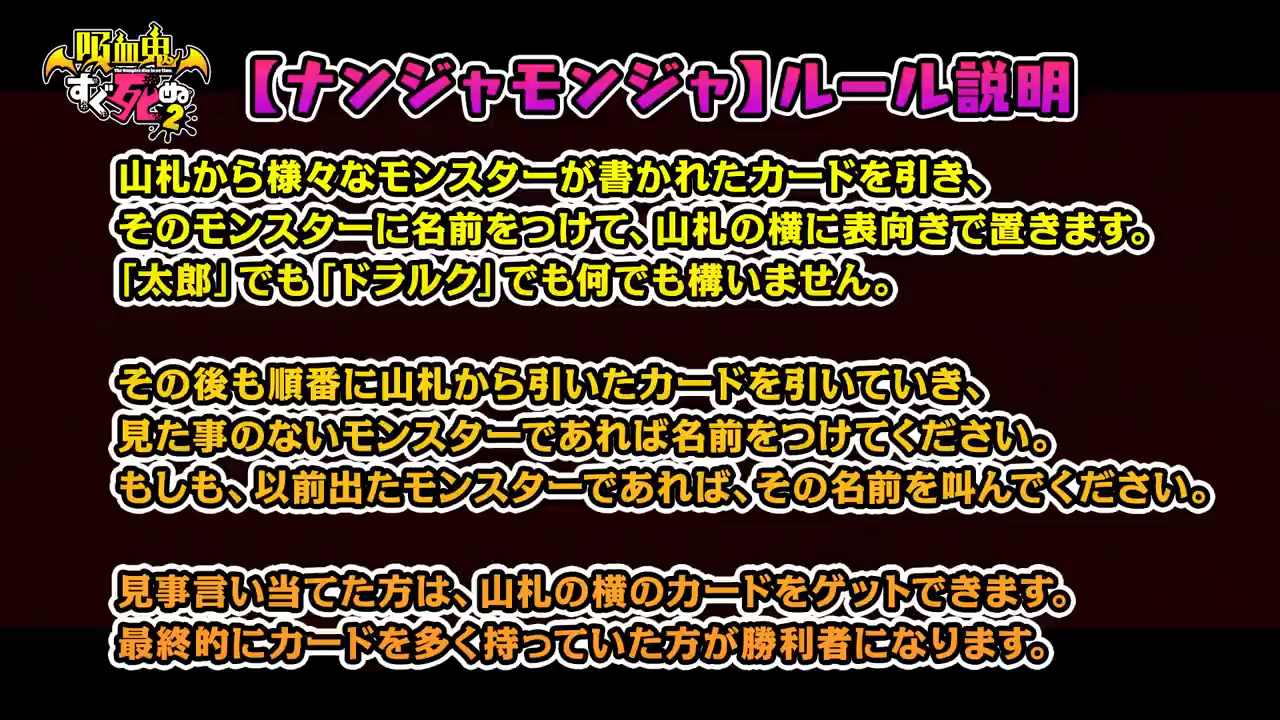 吸血鬼
The Vampire dies in no time.
すぐ死ぬ
2
【ナンジャモンジャ】ルール説明
山札から様々なモンスターが書かれたカードを引き、
そのモンスターに名前をつけて、山札の横に表向きで置きます。
「太郎」でも「ドラルク」でも何でも構いません。
その後も順番に山札から引いたカードを引いていき、
見た事のないモンスターであれば名前をつけてください。
もしも、以前出たモンスターであれば、その名前を叫んでください。
見事言い当てた方は、山札の横のカードをゲットできます。
最終的にカードを多く持っていた方が勝利者になります。